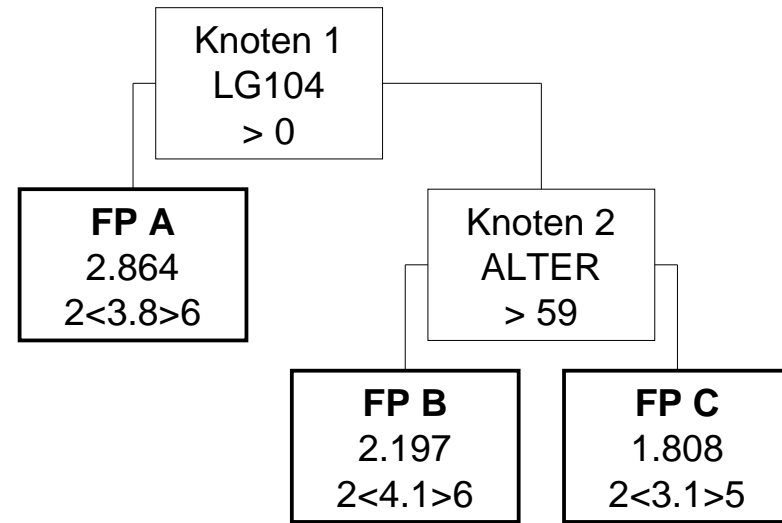 Knoten 1
LG104
> 0
FP A
2.864
2<3.8>6
Knoten 2
ALTER
> 59
FP B
2.197
2<4.1>6
FP C
1.808
2<3.1>5